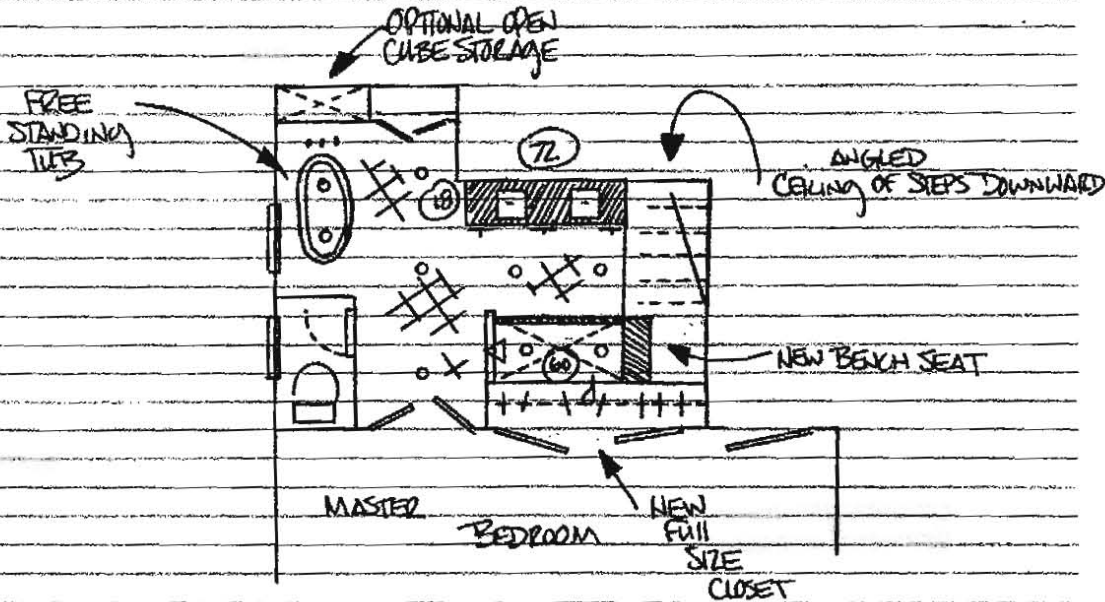 OPTIONAL OPEN
CUBE STORAGE
FREE
STANDING
TUB
72
ANGLED
CEILING OF STEPS DOWNWARD
18
NEW BENCH SEAT
60
MASTER
BEDROOM
NEW
FULL
SIZE
CLOSET